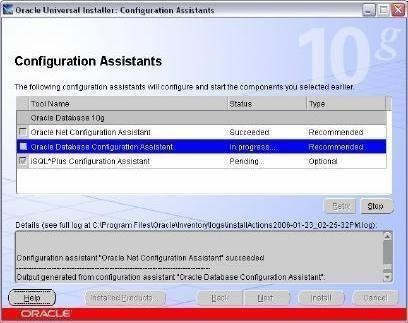 Oracle Universal Installer: Configuration Assistants
10g
Configuration Assistants
The following configuration assistants will configure and start the components you selected earlier.
Tool Name Status Type
Oracle Database 10g
Oracle Net Configuration Assistant Succeeded Recommended
Oracle Database Configuration Assistant In progress... Recommended
iSQL*Plus Configuration Assistant Pending... Optional
Retry Stop
Details (see full log at C:\Program Files\Oracle\Inventory\logs\installActions2006-01-23_02-26-32PM.log):
Configuration assistant "Oracle Net Configuration Assistant" succeeded
-----------------------------------------------------------------------------
Output generated from configuration assistant "Oracle Database Configuration Assistant":
Help Installed Products... Back Next Install Cancel
ORACLE